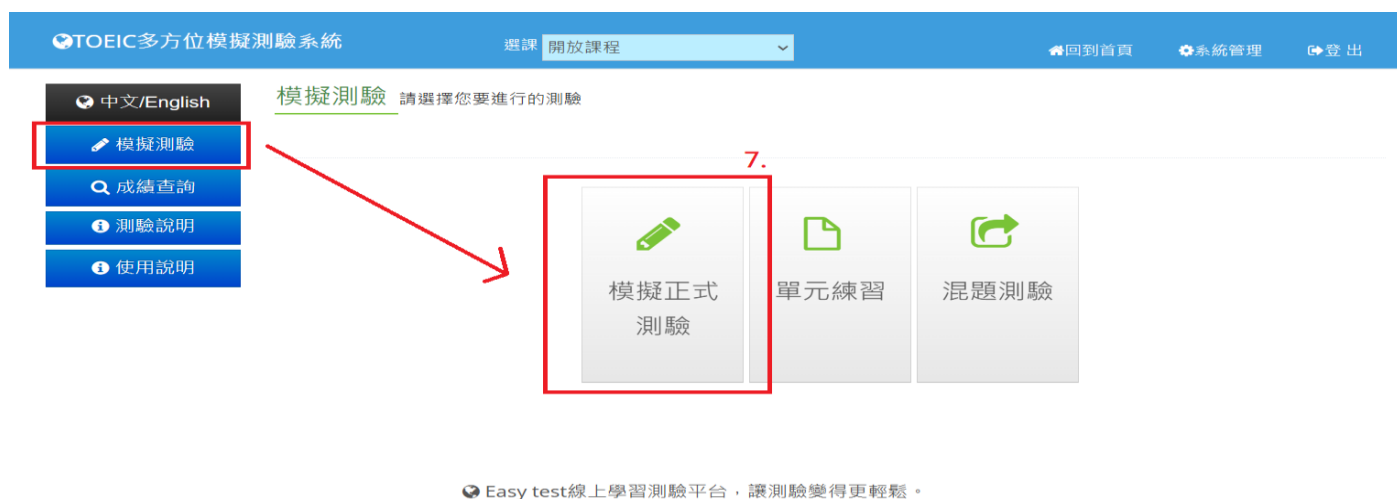 TOEIC多方位模擬測驗系統
選課 開放課程
回到首頁
系統管理
登 出
中文/English
模擬測驗
成績查詢
測驗說明
使用說明
模擬測驗 請選擇您要進行的測驗
7.
模擬正式
測驗
單元練習
混題測驗
Easy test線上學習測驗平台，讓測驗變得更輕鬆。